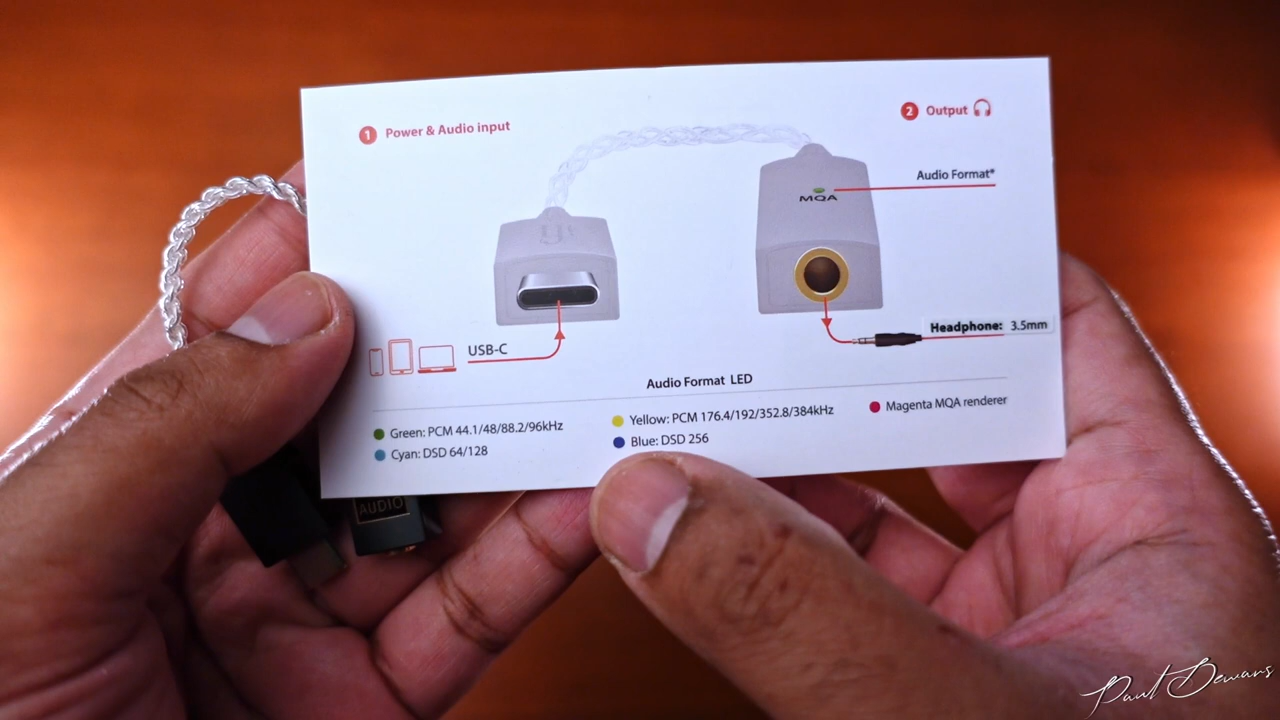 1 Power & Audio input
2 Output
Audio Format*
MQA
Headphone: 3.5mm
USB-C
Audio Format LED
Green: PCM 44.1/48/88.2/96kHz
Yellow: PCM 176.4/192/352.8/384kHz
Magenta MQA renderer
Cyan: DSD 64/128
Blue: DSD 256
AUDIO
Paul Dewans